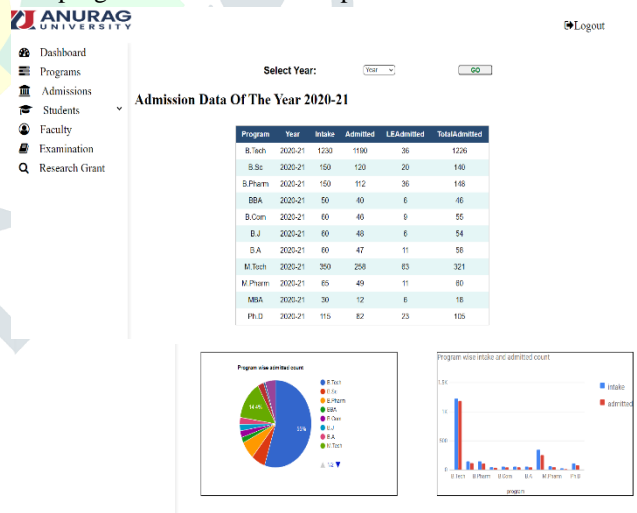 ANURAG
UNIVERSITY
Logout
Dashboard
Programs
Admissions
Students
Faculty
Examination
Research Grant
Select Year: Year GO
Admission Data Of The Year 2020-21
Program Year Intake Admitted LEAdmitted TotalAdmitted
B.Tech 2020-21 1230 1190 36 1226
B.Sc 2020-21 150 120 20 140
B.Pharm 2020-21 150 112 36 148
BBA 2020-21 50 40 6 46
B.Com 2020-21 60 46 9 55
B.J 2020-21 60 48 6 54
B.A 2020-21 60 47 11 58
M.Tech 2020-21 350 258 63 321
M.Pharm 2020-21 65 49 11 60
MBA 2020-21 30 12 6 18
Ph.D 2020-21 115 82 23 105
Program wise admitted count
B.Tech
B.Sc
B.Pharm
BBA
B.Com
B.J
B.A
M.Tech
14.4%
55%
1/2
Program wise intake and admitted count
1.5K
1K
500
0
B.Tech B.Pharm B.Com B.A M.Pharm Ph.D
program
intake
admitted